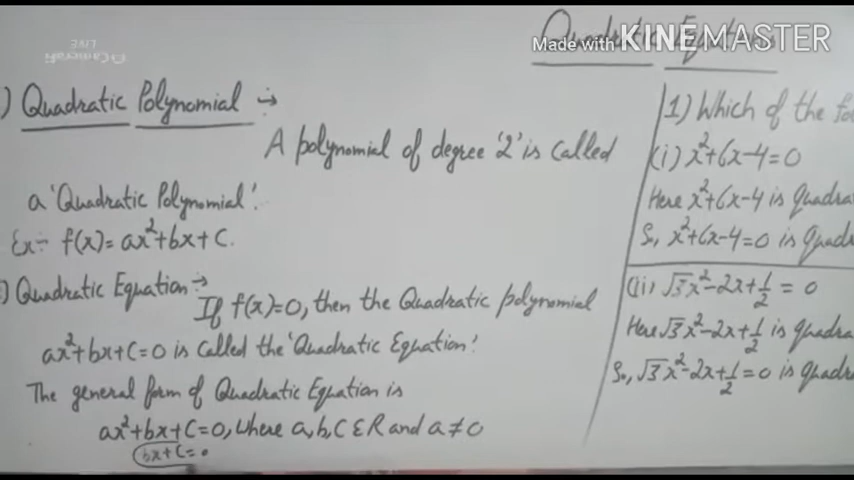 Quadratic Equations
Made with KINEMASTER
) Quadratic Polynomial →
A polynomial of degree '2' is called
a 'Quadratic Polynomial'.
Ex:- f(x) = ax²+bx+C.
) Quadratic Equation →
If f(x)=0, then the Quadratic polynomial
ax²+bx+C=0 is called the 'Quadratic Equation'.
The general form of Quadratic Equation is
ax²+bx+C=0, where a,b,C ∈ R and a≠0
bx+C=0
1) Which of the fo
(i) x²+6x-4=0
Here x²+6x-4 is Quadra
So, x²+6x-4=0 is Quadr
(ii) √3x²-2x+1/2=0
Here √3x²-2x+1/2 is Quadra
So, √3x²-2x+1/2=0 is Quadr